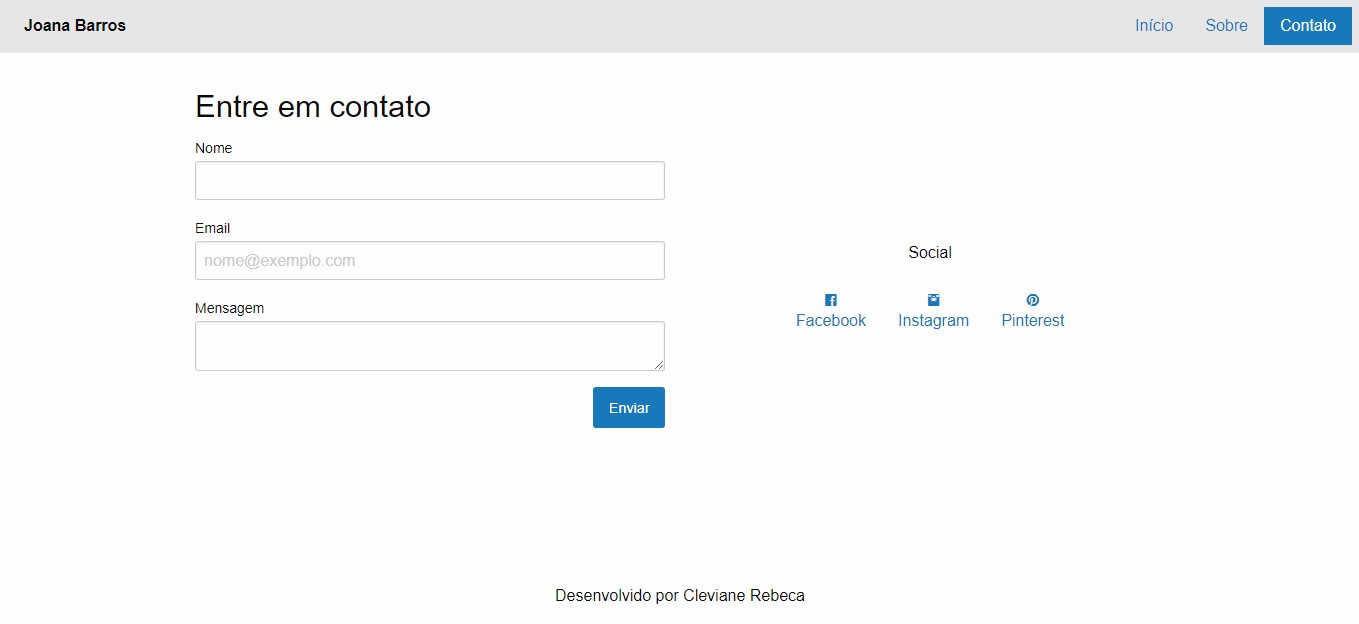 Joana Barros
Início Sobre Contato
Entre em contato
Nome
Email
nome@exemplo.com
Mensagem
Enviar
Social
Facebook Instagram Pinterest
Desenvolvido por Cleviane Rebeca